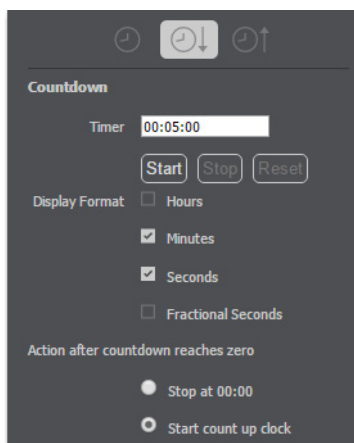 Countdown
Timer 00:05:00
Start Stop Reset
Display Format Hours
Minutes
Seconds
Fractional Seconds
Action after countdown reaches zero
Stop at 00:00
Start count up clock